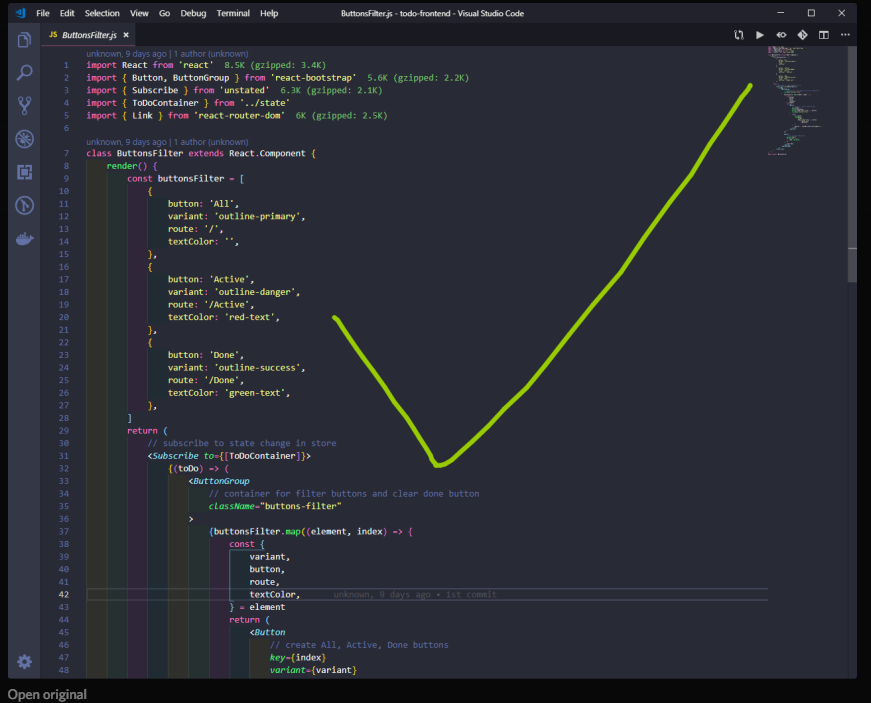 File Edit Selection View Go Debug Terminal Help ButtonsFilter.js - todo-frontend - Visual Studio Code
JS ButtonsFilter.js ×
unknown, 9 days ago | 1 author (unknown)
1 import React from 'react' 8.5K (gzipped: 3.4K)
2 import { Button, ButtonGroup } from 'react-bootstrap' 5.6K (gzipped: 2.2K)
3 import { Subscribe } from 'unstated' 6.3K (gzipped: 2.1K)
4 import { ToDoContainer } from '../state'
5 import { Link } from 'react-router-dom' 6K (gzipped: 2.5K)
6
unknown, 9 days ago | 1 author (unknown)
7 class ButtonsFilter extends React.Component {
8 render() {
9 const buttonsFilter = [
10 {
11 button: 'All',
12 variant: 'outline-primary',
13 route: '/',
14 textColor: '',
15 },
16 {
17 button: 'Active',
18 variant: 'outline-danger',
19 route: '/Active',
20 textColor: 'red-text',
21 },
22 {
23 button: 'Done',
24 variant: 'outline-success',
25 route: '/Done',
26 textColor: 'green-text',
27 },
28 ]
29 return (
30 // subscribe to state change in store
31 <Subscribe to={[ToDoContainer]}>
32 {(toDo) => (
33 <ButtonGroup
34 // container for filter buttons and clear done button
35 className="buttons-filter"
36 >
37 {buttonsFilter.map((element, index) => {
38 const {
39 variant,
40 button,
41 route,
42 textColor, unknown, 9 days ago • 1st commit
43 } = element
44 return (
45 <Button
46 // create All, Active, Done buttons
47 key={index}
48 variant={variant}
Open original